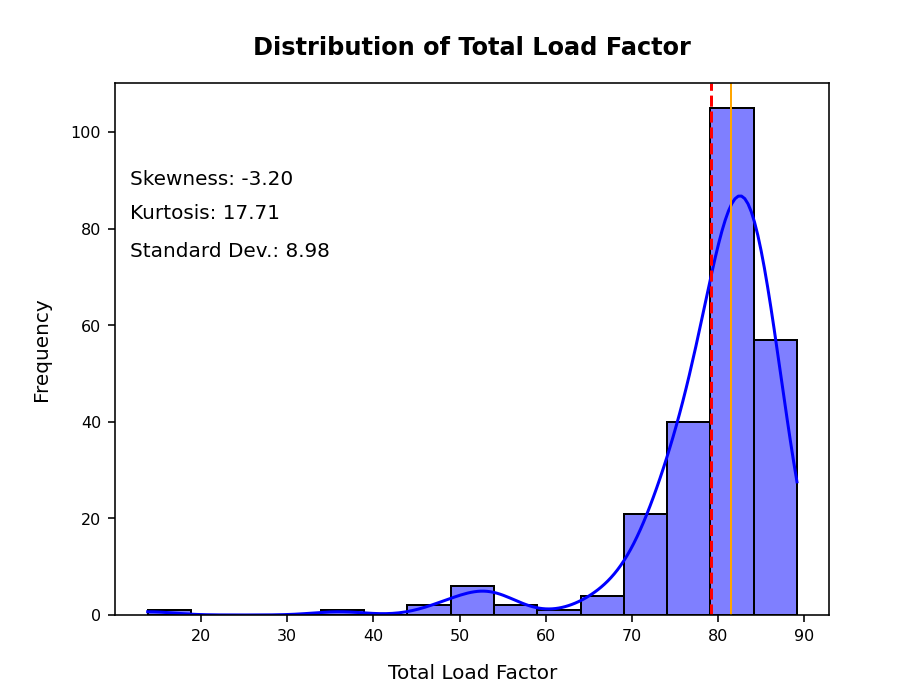 Distribution of Total Load Factor
Skewness: -3.20
Kurtosis: 17.71
Standard Dev.: 8.98
Frequency
100
80
60
40
20
0
20 30 40 50 60 70 80 90
Total Load Factor